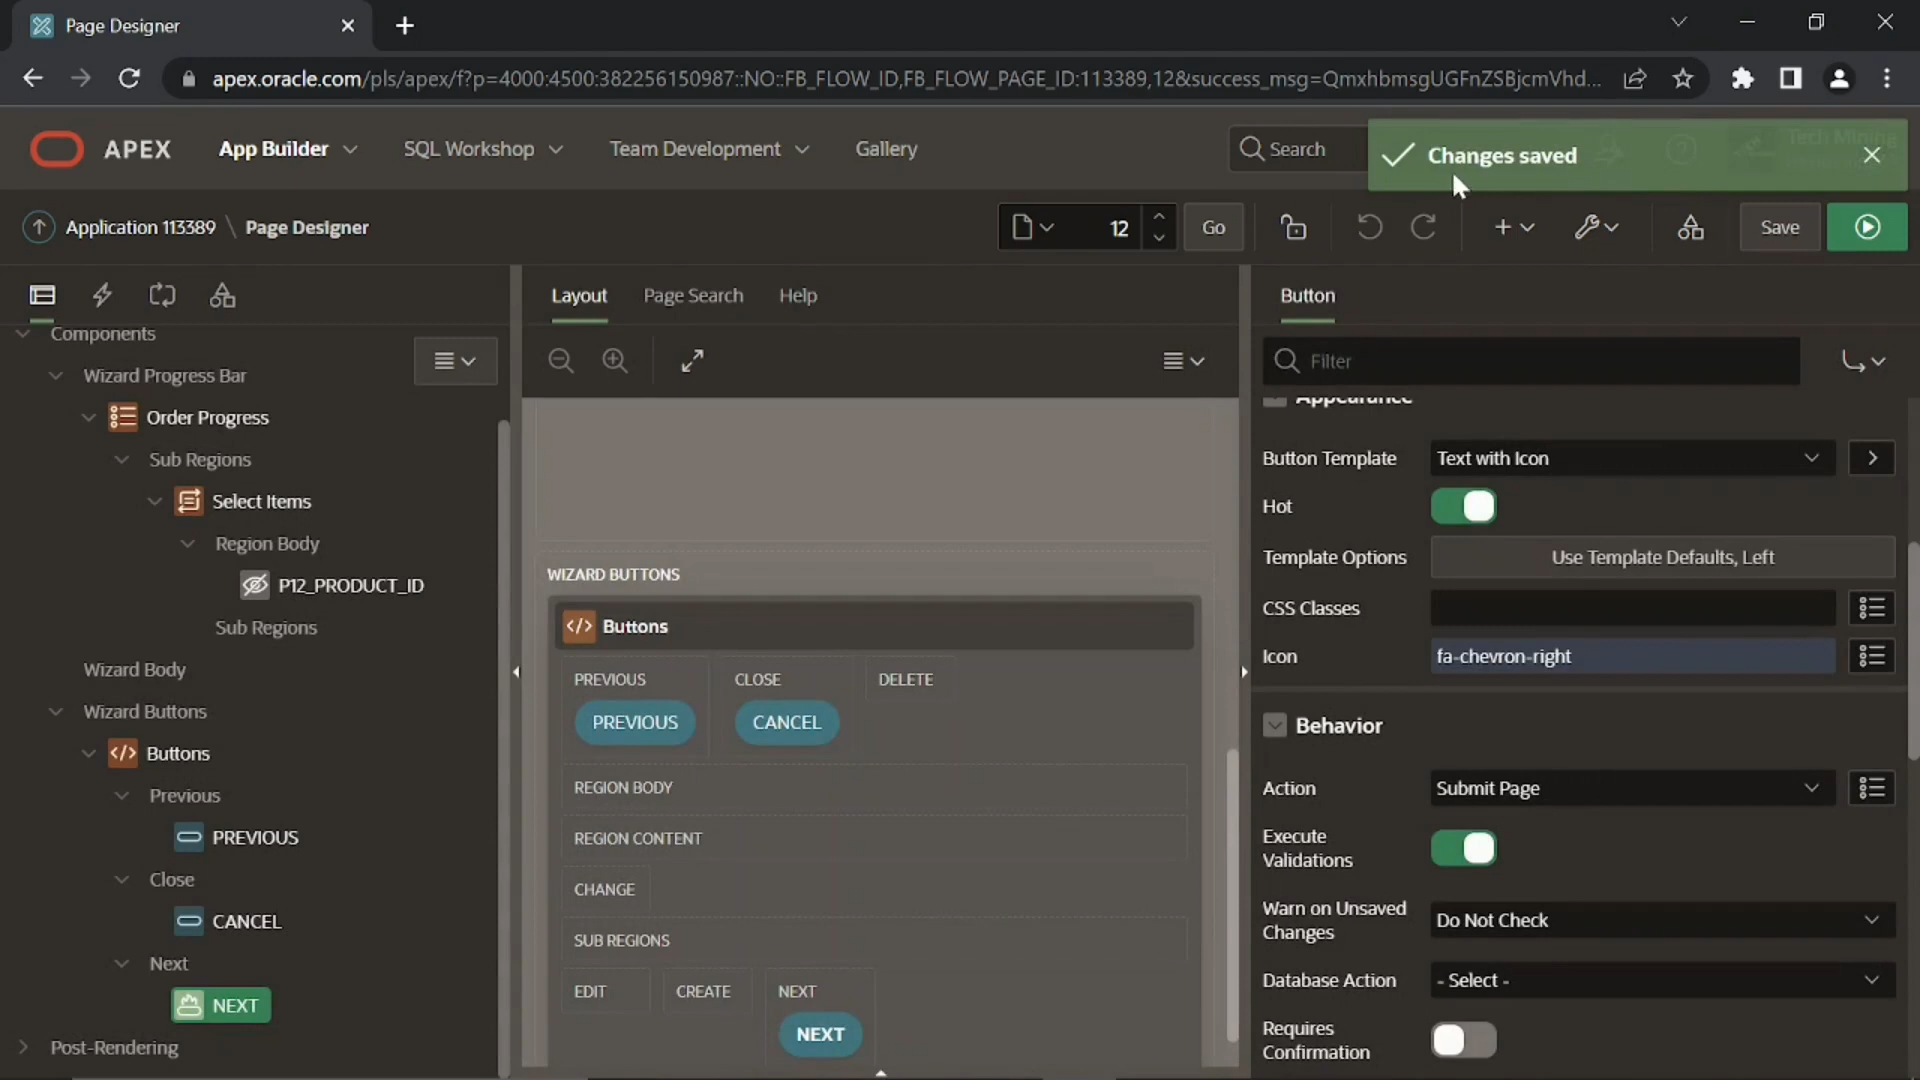 Page Designer
apex.oracle.com/pls/apex/f?p=4000:4500:382256150987::NO::FB_FLOW_ID,FB_FLOW_PAGE_ID:113389,12&success_msg=QmxhbmsgUGFnZSBjcmVhd...
APEX
App Builder
SQL Workshop
Team Development
Gallery
Search
Changes saved
Tech Mining
Application 113389 \ Page Designer
12
Go
Save
Layout
Page Search
Help
Button
Components
Wizard Progress Bar
Order Progress
Sub Regions
Select Items
Region Body
P12_PRODUCT_ID
Sub Regions
Wizard Body
Wizard Buttons
Buttons
Previous
PREVIOUS
Close
CANCEL
Next
NEXT
Post-Rendering
WIZARD BUTTONS
Buttons
PREVIOUS
CLOSE
DELETE
PREVIOUS
CANCEL
REGION BODY
REGION CONTENT
CHANGE
SUB REGIONS
EDIT
CREATE
NEXT
NEXT
Filter
Appearance
Button Template
Text with Icon
Hot
Template Options
Use Template Defaults, Left
CSS Classes
Icon
fa-chevron-right
Behavior
Action
Submit Page
Execute
Validations
Warn on Unsaved
Changes
Do Not Check
Database Action
- Select -
Requires
Confirmation